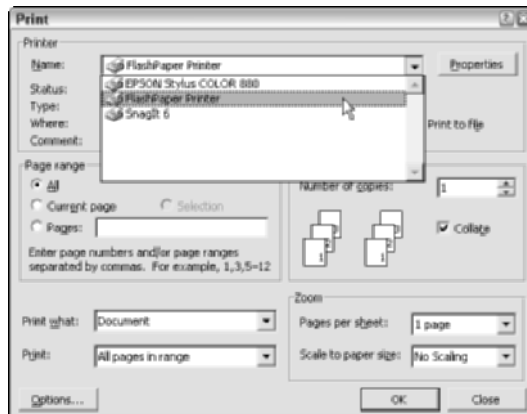 Print
Printer
Name:
FlashPaper Printer
Properties
EPSON Stylus COLOR 880
FlashPaper Printer
SnagIt 6
Status:
Type:
Where:
Comment:
Print to file
Page range
All
Current page
Selection
Pages:
Enter page numbers and/or page ranges
separated by commas. For example, 1,3,5-12
Number of copies:
1
Collate
Print what:
Document
Print:
All pages in range
Zoom
Pages per sheet:
1 page
Scale to paper size:
No Scaling
Options...
OK
Close